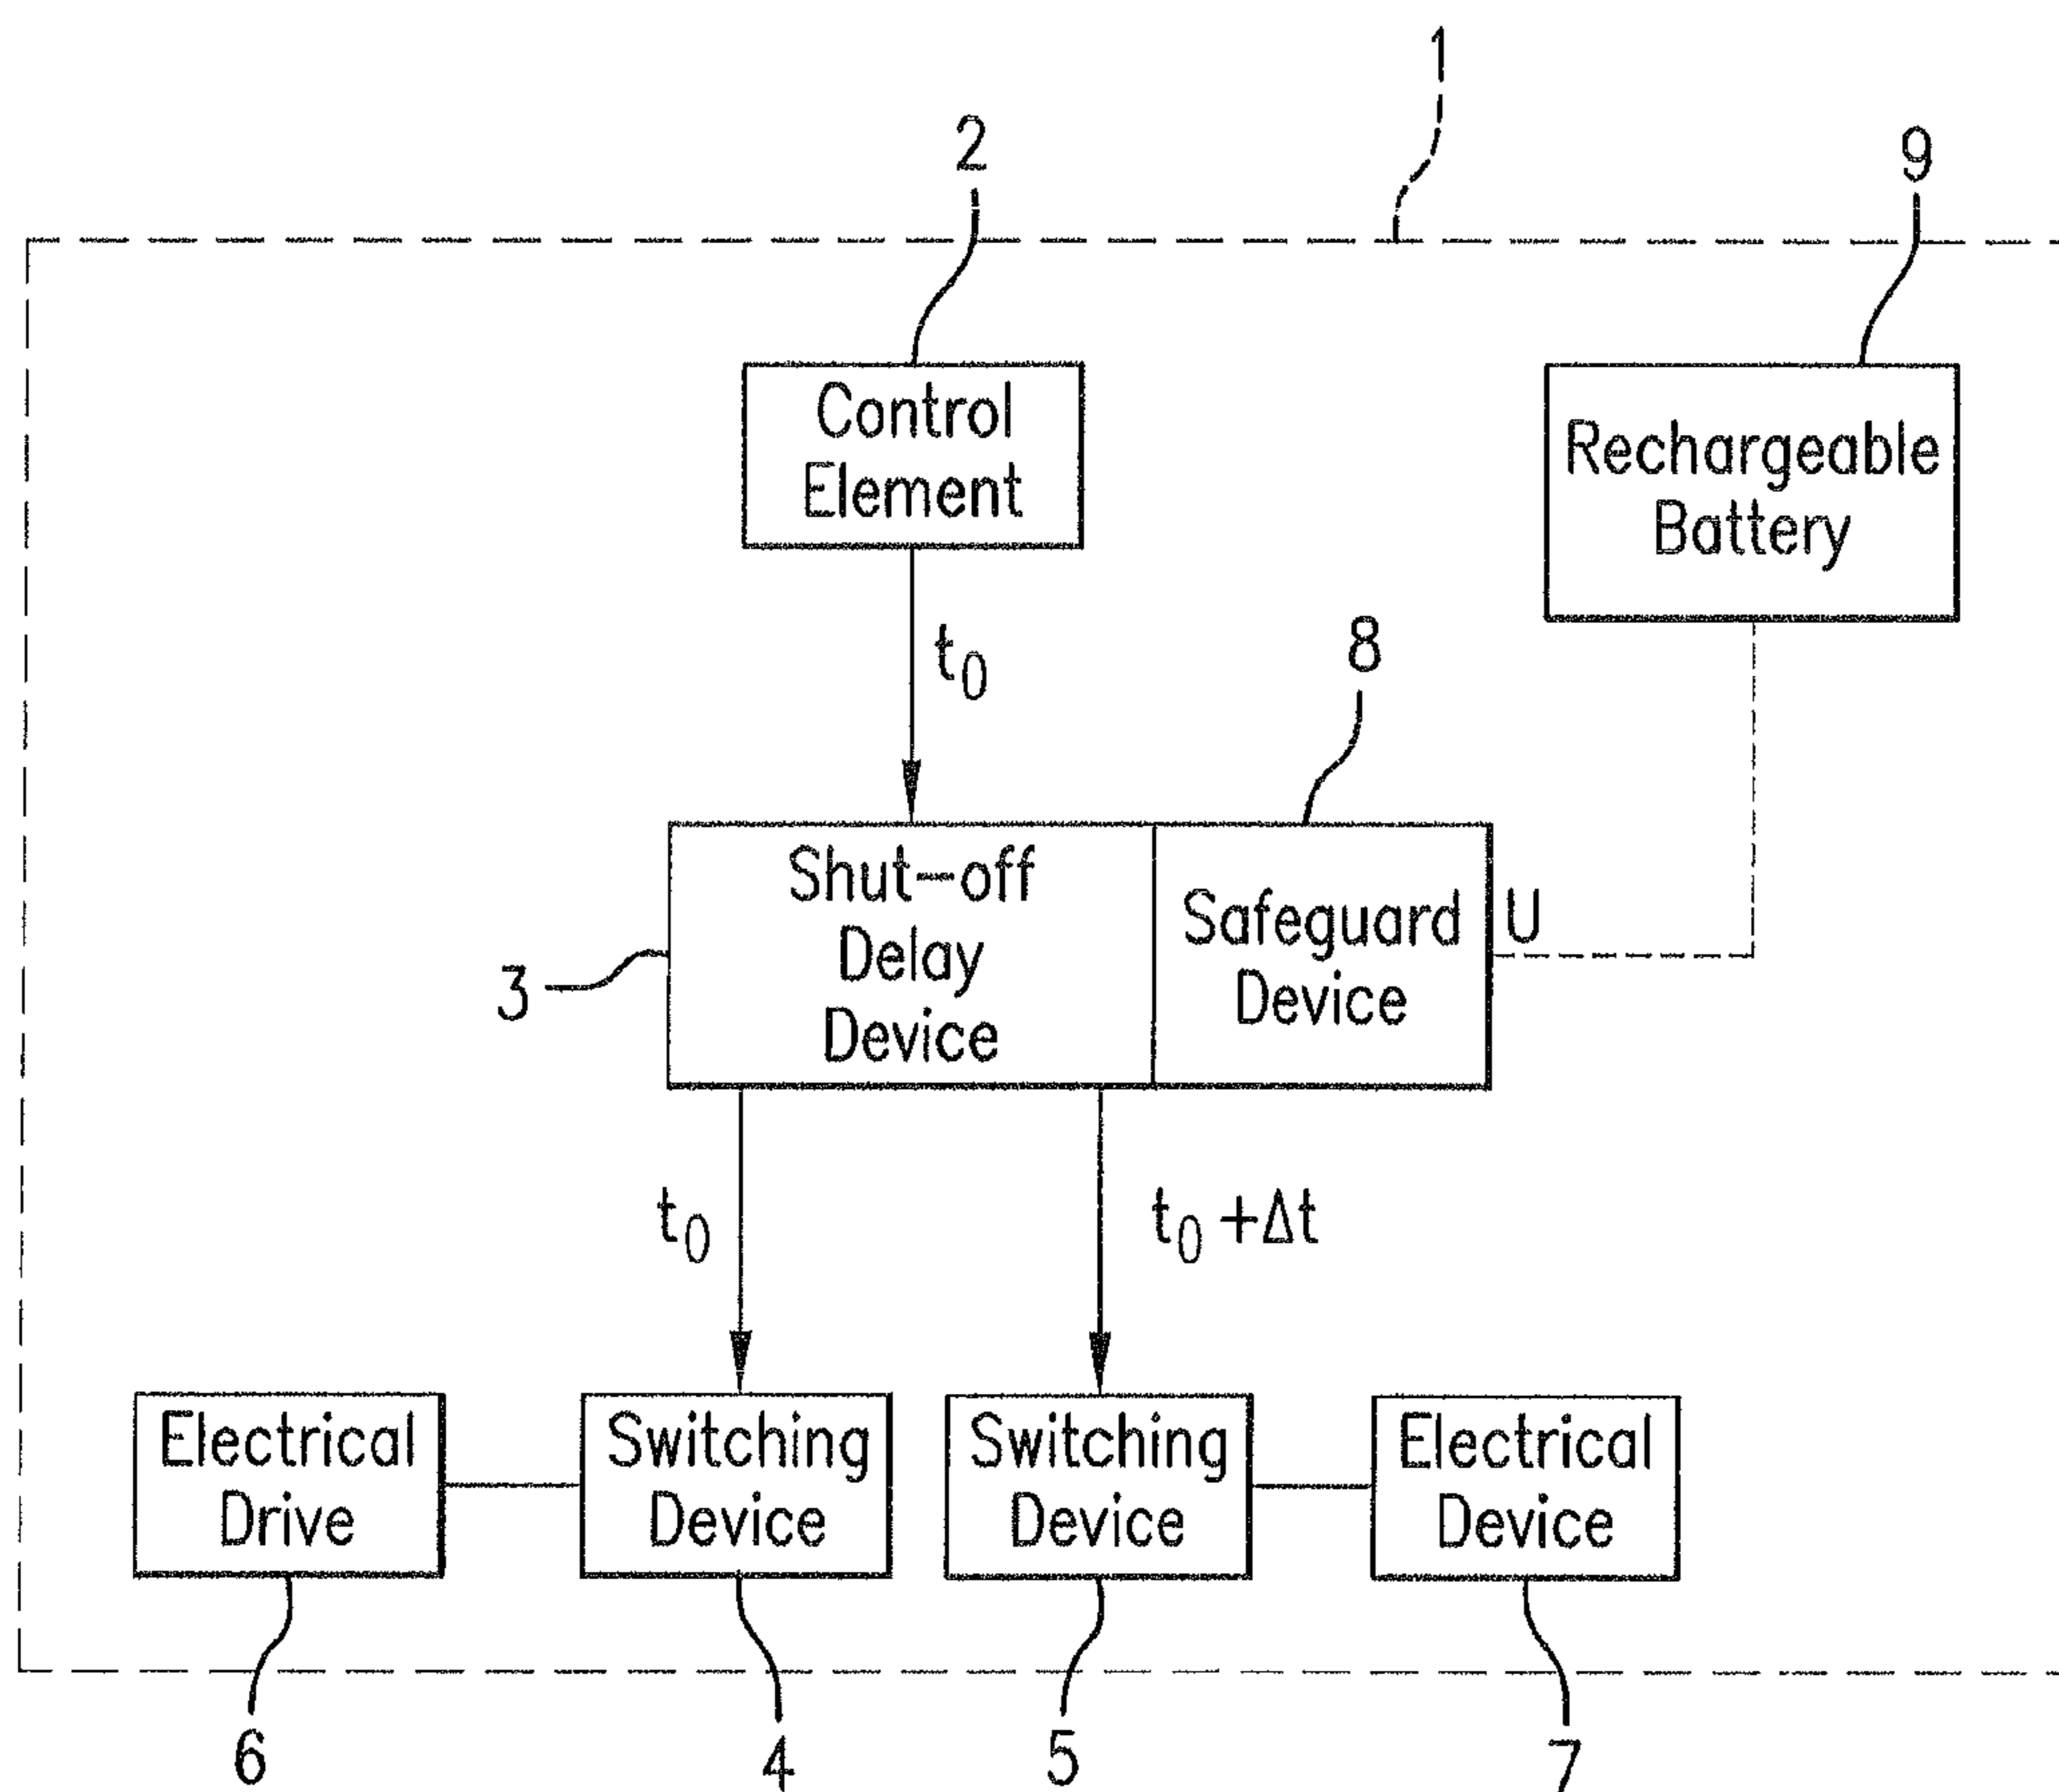 1
2
9
Control
Element
Rechargeable
Battery
t0
8
Shut-off
Delay
Device
Safeguard
Device
U
3
t0
t0+Δt
Electrical
Drive
Switching
Device
Switching
Device
Electrical
Device
6
4
5
7